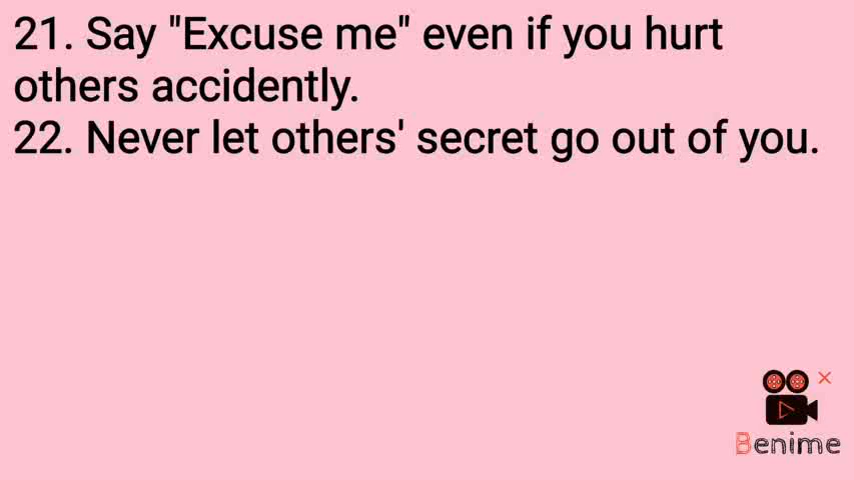 21. Say "Excuse me" even if you hurt
others accidently.
22. Never let others' secret go out of you.
Benime